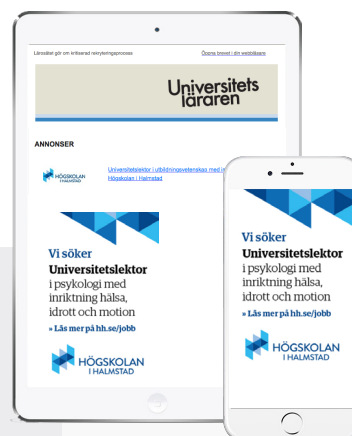 Lärosätet gör om kritiserad rekryteringsprocess
Öppna brevet i din webbläsare
Universitets
läraren
ANNONSER
HÖGSKOLAN
I HALMSTAD
Universitetslektor i utbildningsvetenskap med in
Högskolan i Halmstad
Vi söker
Universitetslektor
i psykologi med
inriktning hälsa,
idrott och motion
» Läs mer på hh.se/jobb
HÖGSKOLAN
I HALMSTAD
Vi söker
Universitetslektor
i psykologi med
inriktning hälsa,
idrott och motion
» Läs mer på hh.se/jobb
HÖGSKOLAN
I HALMSTAD